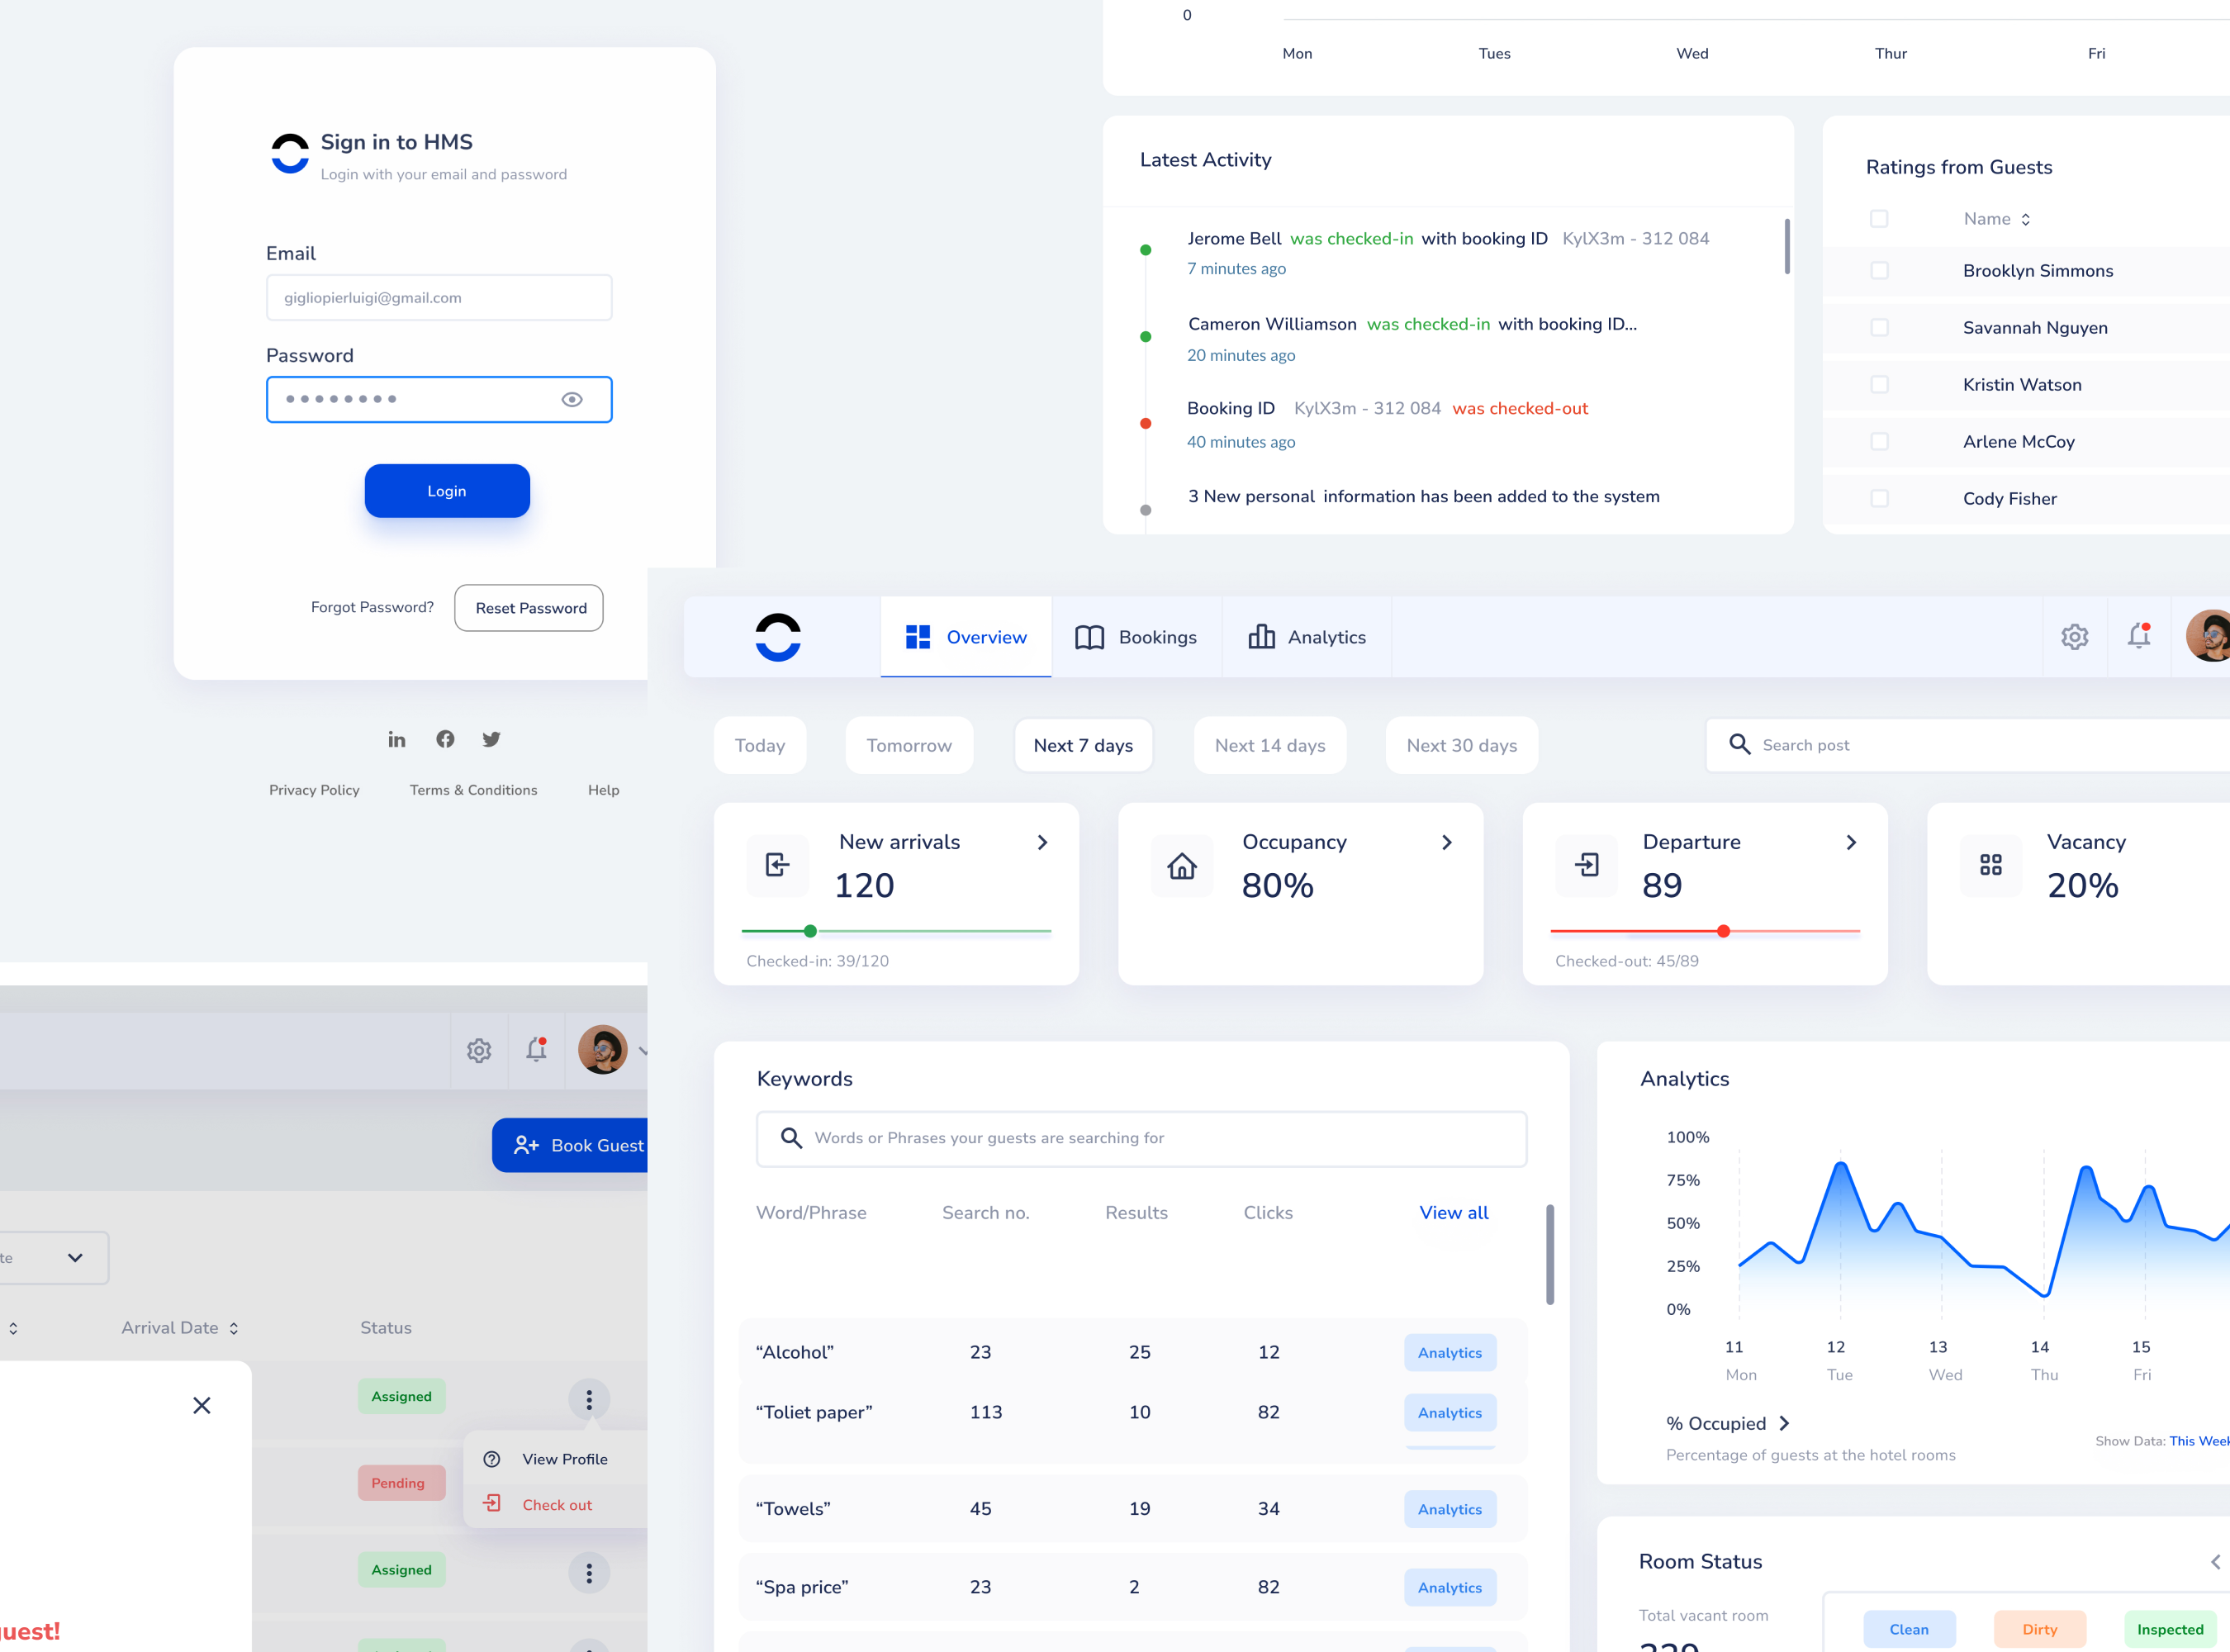 Sign in to HMS
Login with your email and password
Email
gigliopierluigi@gmail.com
Password
Login
Forgot Password? Reset Password
Privacy Policy Terms & Conditions Help
0
Mon Tues Wed Thur Fri
Latest Activity
Jerome Bell was checked-in with booking ID KylX3m - 312 084
7 minutes ago
Cameron Williamson was checked-in with booking ID...
20 minutes ago
Booking ID KylX3m - 312 084 was checked-out
40 minutes ago
3 New personal information has been added to the system
Ratings from Guests
Name
Brooklyn Simmons
Savannah Nguyen
Kristin Watson
Arlene McCoy
Cody Fisher
Overview Bookings Analytics
Today Tomorrow Next 7 days Next 14 days Next 30 days Search post
New arrivals
120
Checked-in: 39/120
Occupancy
80%
Departure
89
Checked-out: 45/89
Vacancy
20%
Keywords
Words or Phrases your guests are searching for
Word/Phrase Search no. Results Clicks View all
“Alcohol” 23 25 12 Analytics
“Toliet paper” 113 10 82 Analytics
“Towels” 45 19 34 Analytics
“Spa price” 23 2 82 Analytics
Analytics
100%
75%
50%
25%
0%
11 12 13 14 15
Mon Tue Wed Thu Fri
% Occupied
Percentage of guests at the hotel rooms
Show Data: This Week
Room Status
Total vacant room
Clean Dirty Inspected
Book Guest
te
Arrival Date Status
Assigned
Pending
View Profile
Check out
Assigned
uest!